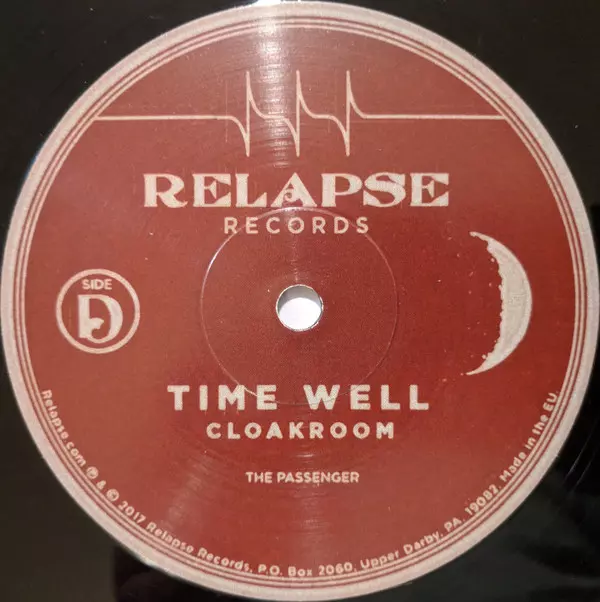 RELAPSE
RECORDS
SIDE
D
TIME WELL
CLOAKROOM
THE PASSENGER
Relapse.com ℗ & © 2017 Relapse Records, P.O. Box 2060, Upper Darby, PA, 19082. Made in the EU.